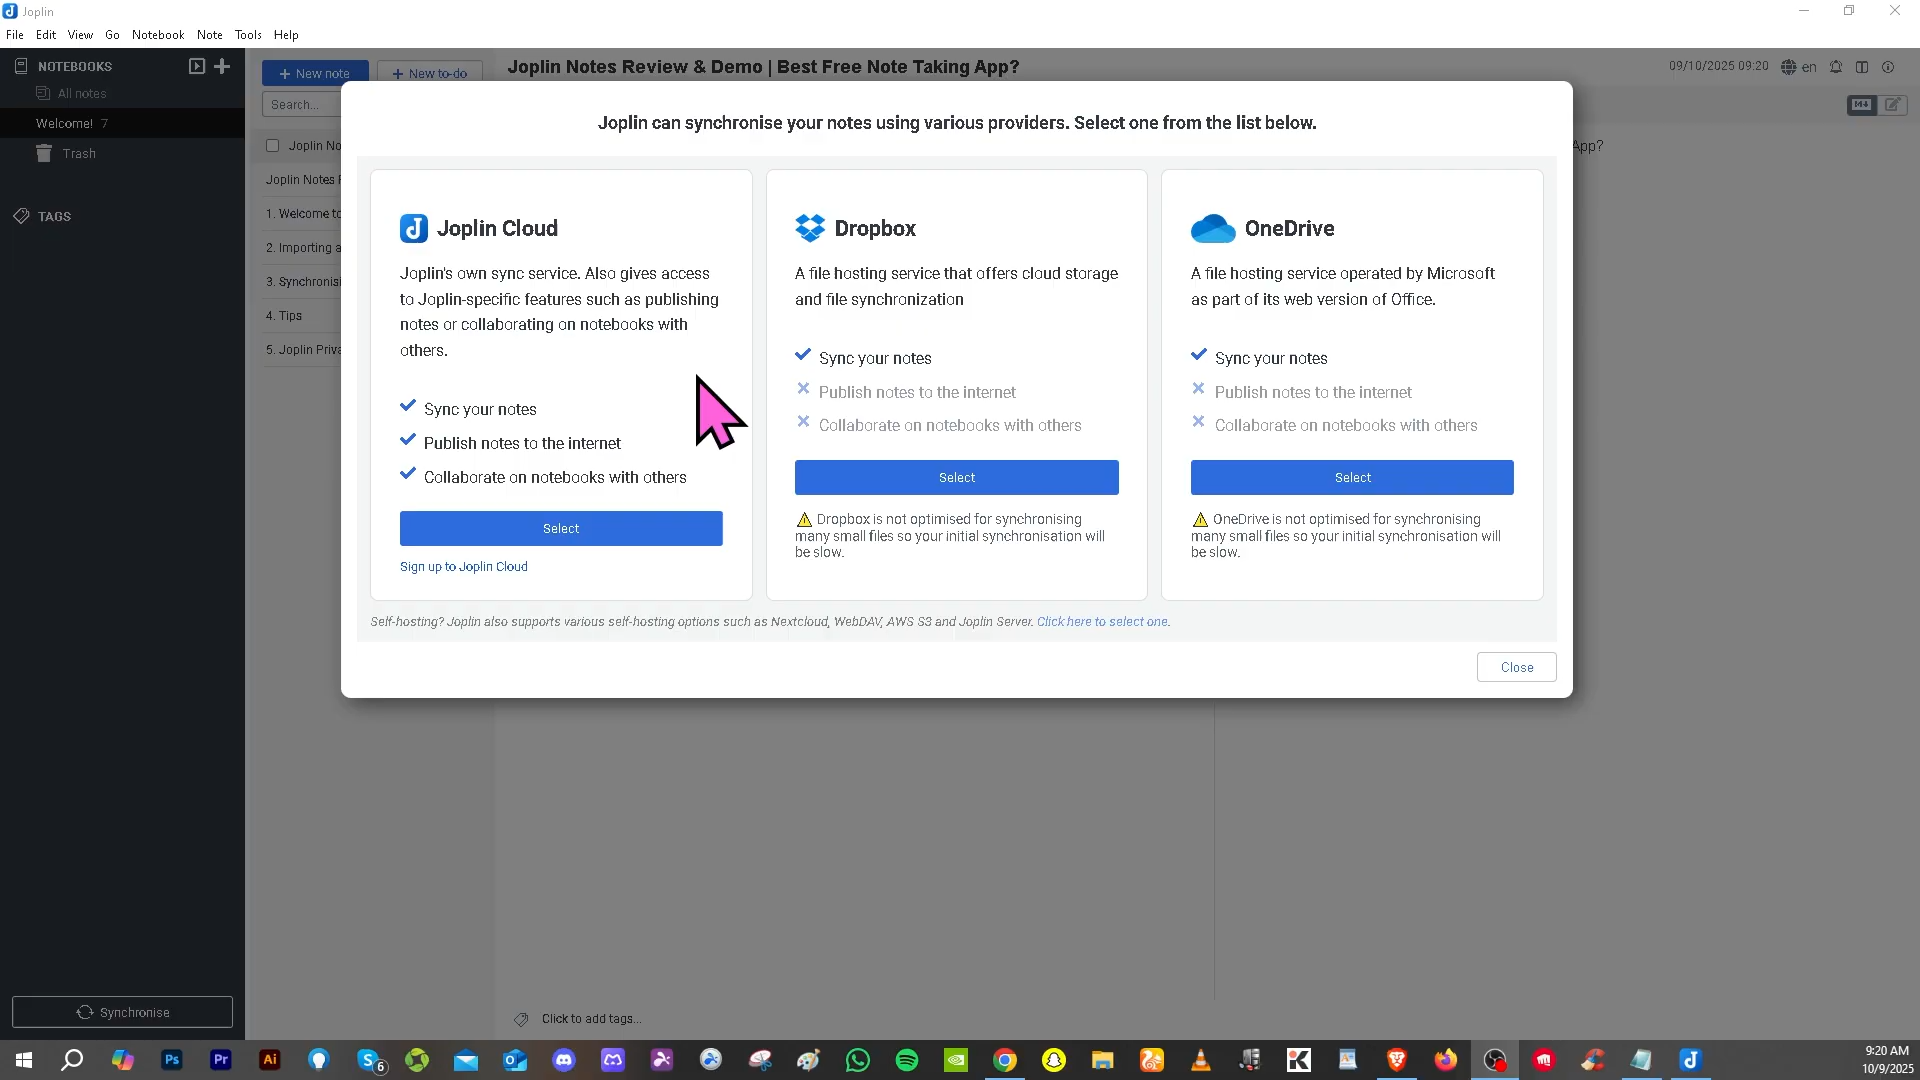 Joplin
File Edit View Go Notebook Note Tools Help
NOTEBOOKS
All notes
Welcome! 7
Trash
TAGS
Synchronise
+ New note
+ New to-do
Search...
Joplin No
Joplin Notes
1. Welcome to
2. Importing a
3. Synchronisi
4. Tips
5. Joplin Priva
Joplin Notes Review & Demo | Best Free Note Taking App?
09/10/2025 09:20
en
App?
Joplin can synchronise your notes using various providers. Select one from the list below.
Joplin Cloud
Joplin's own sync service. Also gives access
to Joplin-specific features such as publishing
notes or collaborating on notebooks with
others.
Sync your notes
Publish notes to the internet
Collaborate on notebooks with others
Select
Sign up to Joplin Cloud
Dropbox
A file hosting service that offers cloud storage
and file synchronization
Sync your notes
Publish notes to the internet
Collaborate on notebooks with others
Select
Dropbox is not optimised for synchronising
many small files so your initial synchronisation will
be slow.
OneDrive
A file hosting service operated by Microsoft
as part of its web version of Office.
Sync your notes
Publish notes to the internet
Collaborate on notebooks with others
Select
OneDrive is not optimised for synchronising
many small files so your initial synchronisation will
be slow.
Self-hosting? Joplin also supports various self-hosting options such as Nextcloud, WebDAV, AWS S3 and Joplin Server. Click here to select one.
Close
Click to add tags...
Ps
Pr
Ai
S
6
9:20 AM
10/9/2025